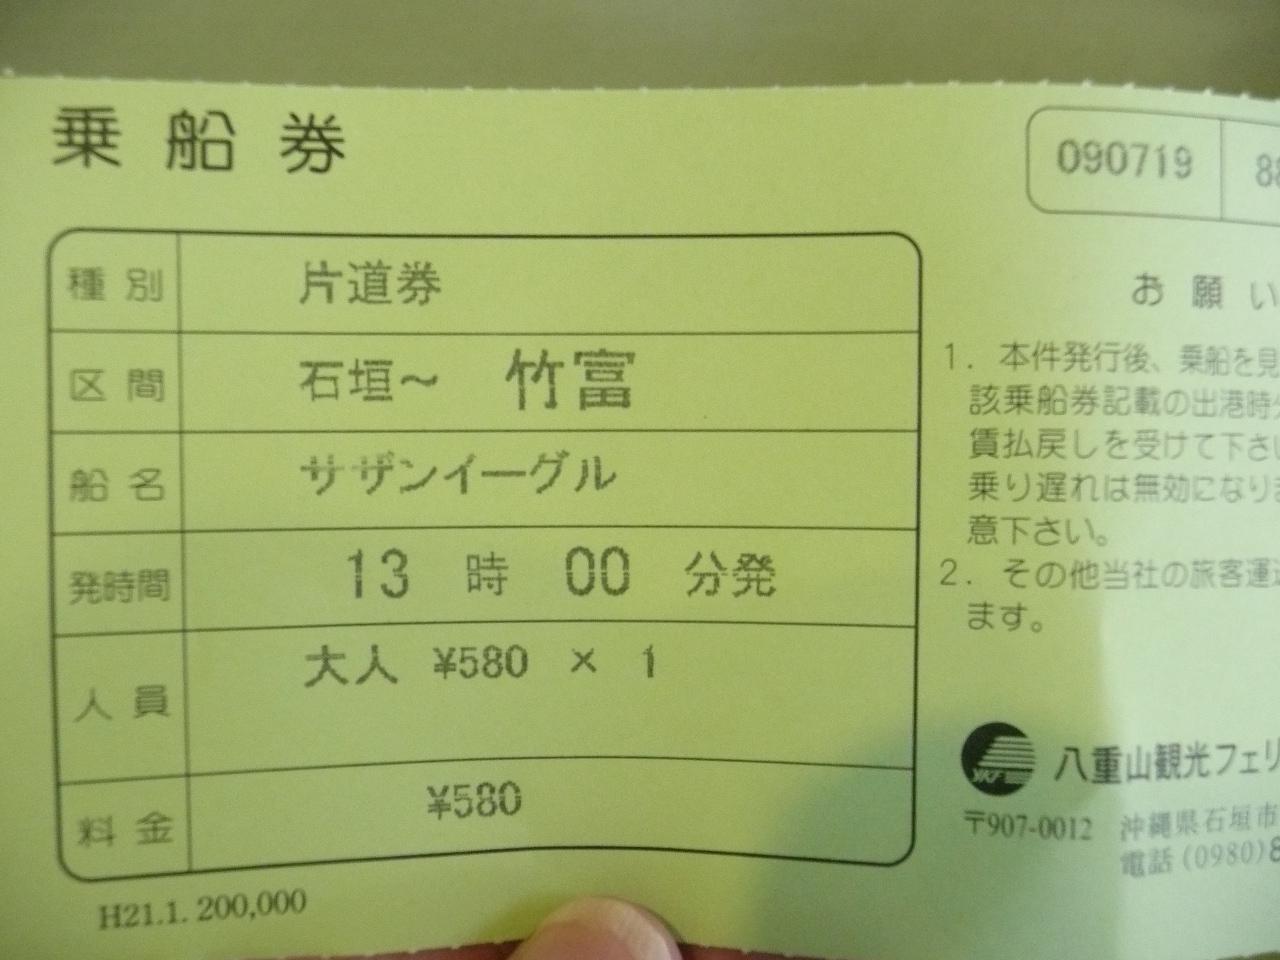 乗船券
090719 88
種別 片道券
区間 石垣～ 竹富
船名 サザンイーグル
発時間 13 時 00 分発
人員 大人 ¥580 × 1
料金 ¥580
H21.1. 200,000
お願い
1. 本件発行後、乗船を見
該乗船券記載の出港時
賃払戻しを受けて下さい
乗り遅れは無効になりま
意下さい。
2. その他当社の旅客運送
ます。
YKF
八重山観光フェリ
〒907-0012 沖縄県石垣市
電話 (0980)8